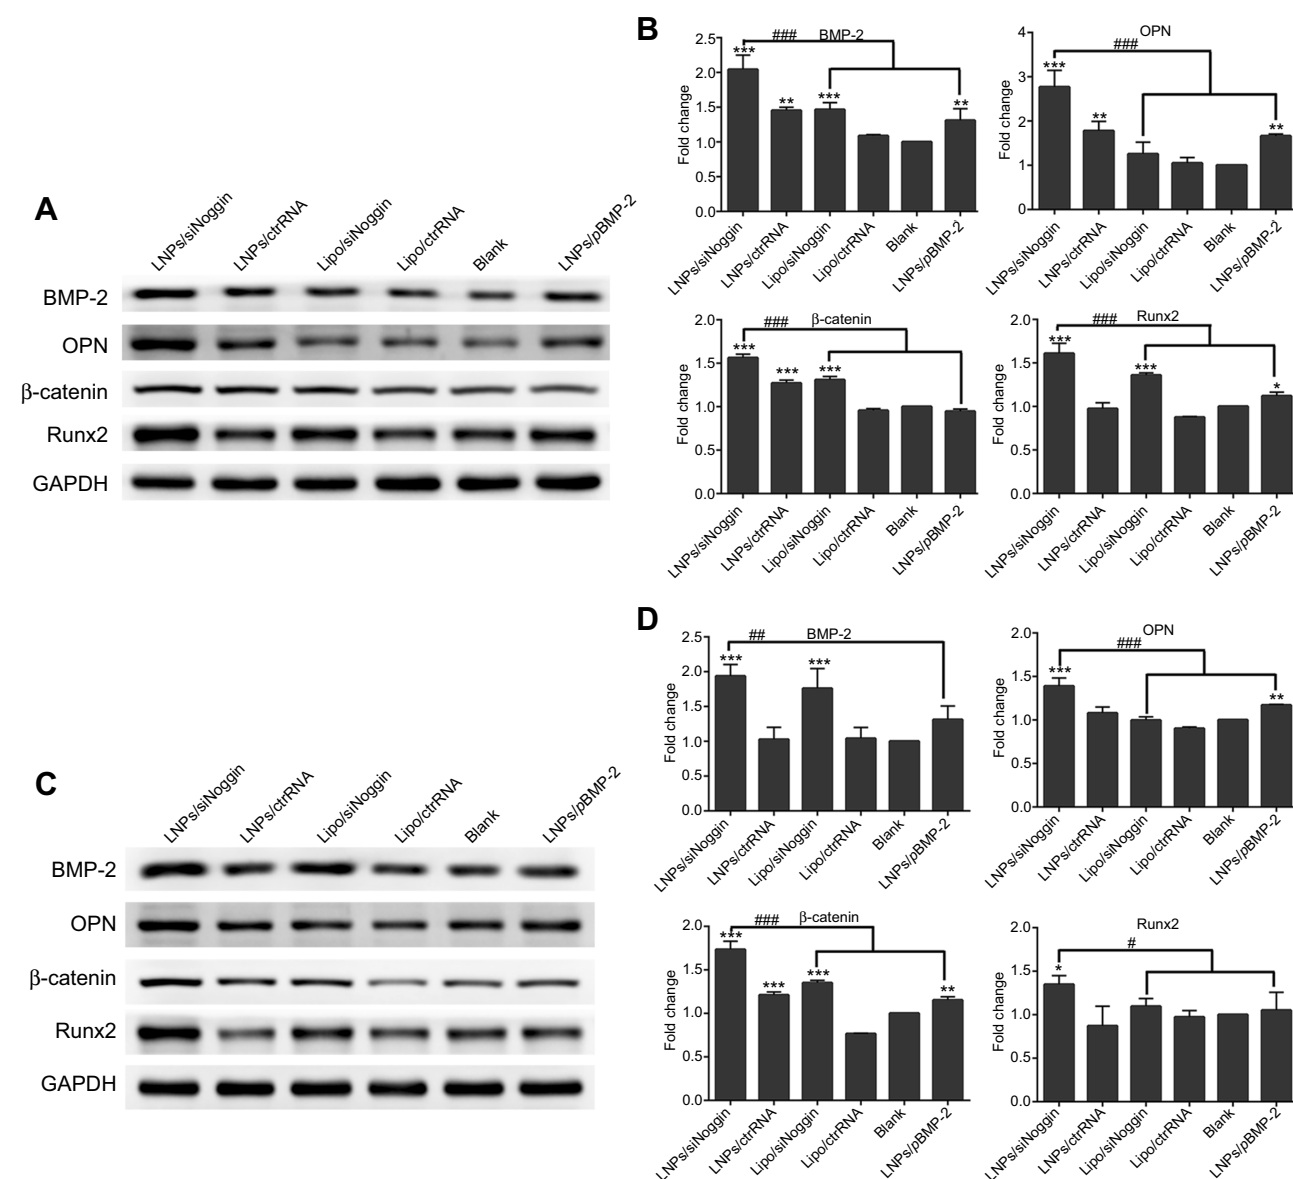 A
LNPs/siNoggin
LNPs/ctrRNA
Lipo/siNoggin
Lipo/ctrRNA
Blank
LNPs/pBMP-2
BMP-2
OPN
β-catenin
Runx2
GAPDH
B
### BMP-2
Fold change
2.5
2.0
1.5
1.0
0.5
0.0
***
**
***
**
LNPs/siNoggin
LNPs/ctrRNA
Lipo/siNoggin
Lipo/ctrRNA
Blank
LNPs/pBMP-2
OPN
###
Fold change
4
3
2
1
0
***
**
**
LNPs/siNoggin
LNPs/ctrRNA
Lipo/siNoggin
Lipo/ctrRNA
Blank
LNPs/pBMP-2
### β-catenin
Fold change
2.0
1.5
1.0
0.5
0.0
***
***
***
LNPs/siNoggin
LNPs/ctrRNA
Lipo/siNoggin
Lipo/ctrRNA
Blank
LNPs/pBMP-2
### Runx2
Fold change
2.0
1.5
1.0
0.5
0.0
***
***
*
LNPs/siNoggin
LNPs/ctrRNA
Lipo/siNoggin
Lipo/ctrRNA
Blank
LNPs/pBMP-2
C
LNPs/siNoggin
LNPs/ctrRNA
Lipo/siNoggin
Lipo/ctrRNA
Blank
LNPs/pBMP-2
BMP-2
OPN
β-catenin
Runx2
GAPDH
D
## BMP-2
Fold change
2.5
2.0
1.5
1.0
0.5
0.0
***
***
LNPs/siNoggin
LNPs/ctrRNA
Lipo/siNoggin
Lipo/ctrRNA
Blank
LNPs/pBMP-2
OPN
###
Fold change
2.0
1.5
1.0
0.5
0.0
***
**
LNPs/siNoggin
LNPs/ctrRNA
Lipo/siNoggin
Lipo/ctrRNA
Blank
LNPs/pBMP-2
### β-catenin
Fold change
2.0
1.5
1.0
0.5
0.0
***
***
***
**
LNPs/siNoggin
LNPs/ctrRNA
Lipo/siNoggin
Lipo/ctrRNA
Blank
LNPs/pBMP-2
Runx2
#
Fold change
2.0
1.5
1.0
0.5
0.0
*
LNPs/siNoggin
LNPs/ctrRNA
Lipo/siNoggin
Lipo/ctrRNA
Blank
LNPs/pBMP-2